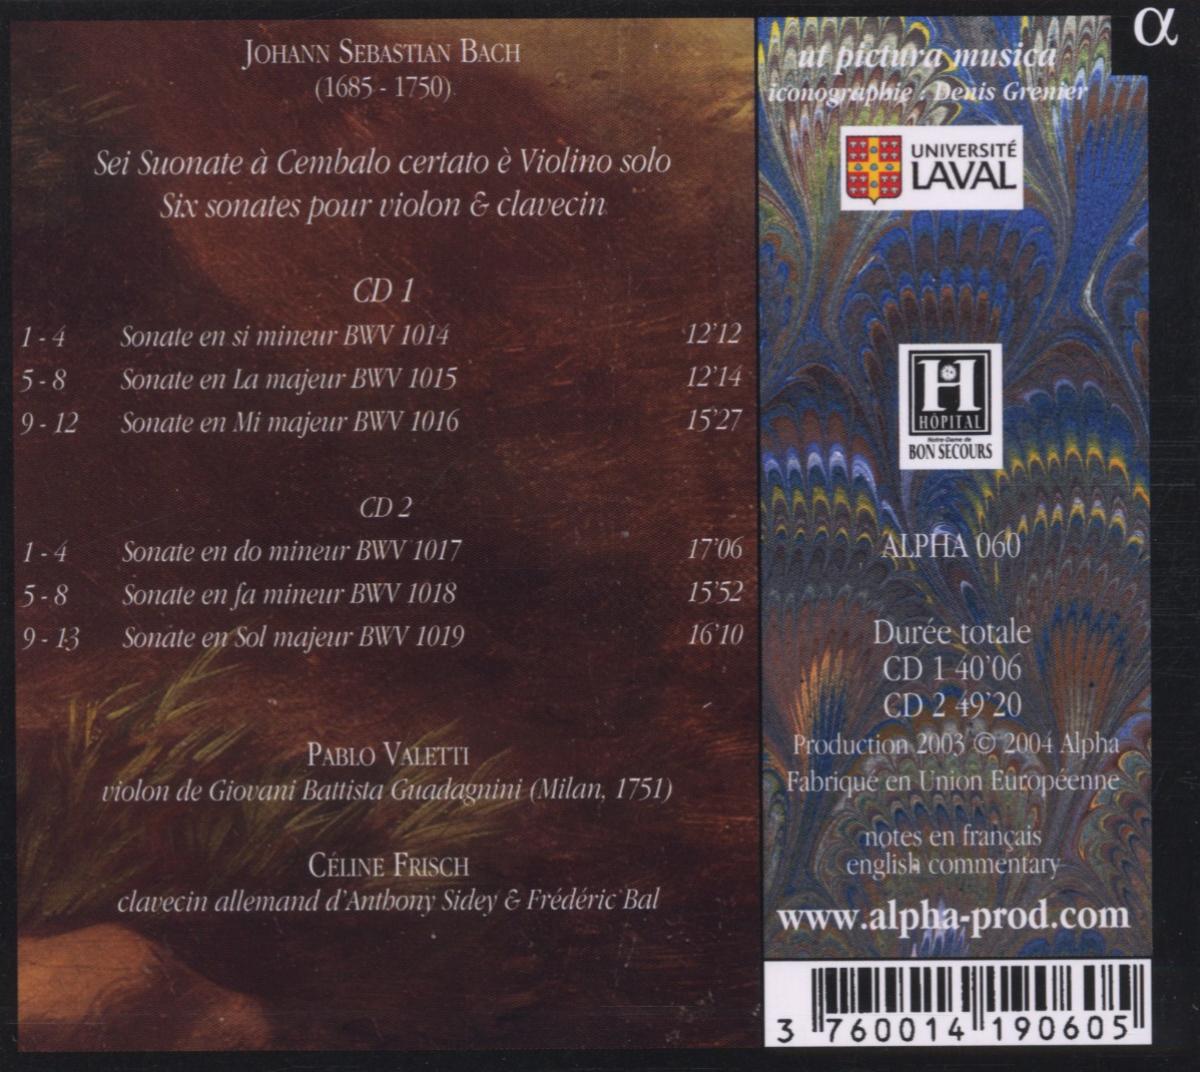 α
JOHANN SEBASTIAN BACH
(1685 - 1750)
Sei Suonate à Cembalo certato è Violino solo
Six sonates pour violon & clavecin
CD 1
1 - 4 Sonate en si mineur BWV 1014 12'12
5 - 8 Sonate en La majeur BWV 1015 12'14
9 - 12 Sonate en Mi majeur BWV 1016 15'27
CD 2
1 - 4 Sonate en do mineur BWV 1017 17'06
5 - 8 Sonate en fa mineur BWV 1018 15'52
9 - 13 Sonate en Sol majeur BWV 1019 16'10
PABLO VALETTI
violon de Giovani Battista Guadagnini (Milan, 1751)
CÉLINE FRISCH
clavecin allemand d'Anthony Sidey & Frédéric Bal
ut pictura musica
iconographie : Denis Grenier
UNIVERSITÉ
LAVAL
H
HÔPITAL
Notre-Dame de
BON SECOURS
ALPHA 060
Durée totale
CD 1 40'06
CD 2 49'20
Production 2003 © 2004 Alpha
Fabriqué en Union Européenne
notes en français
english commentary
www.alpha-prod.com
3 760014 190605